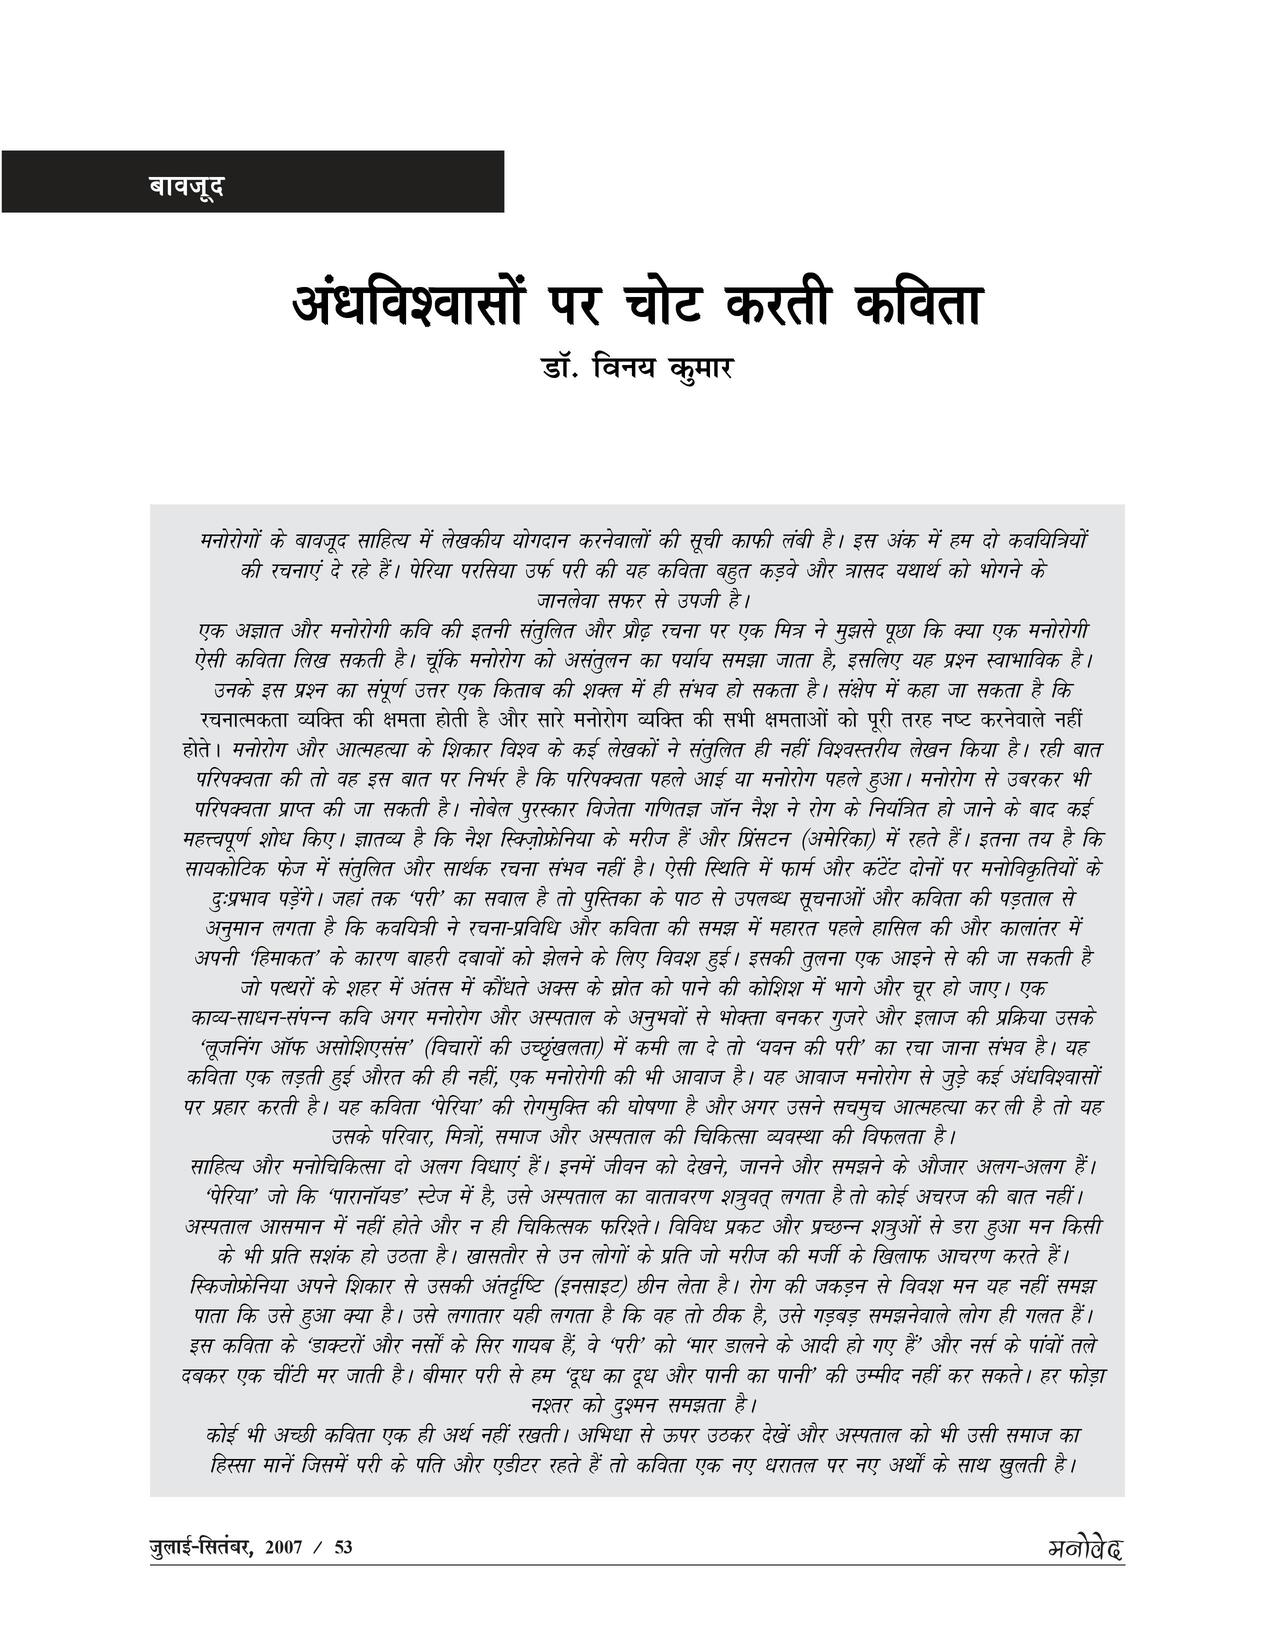 बावजूद
अंधविश्वासों पर चोट करती कविता
डॉ. विनय कुमार
मनोरोगों के बावजूद साहित्य में लेखकीय योगदान करनेवालों की सूची काफी लंबी है। इस अंक में हम दो कवयित्रियों
की रचनाएं दे रहे हैं। पेरिया परसिया उर्फ परी की यह कविता बहुत कड़वे और त्रासद यथार्थ को भोगने के
जानलेवा सफर से उपजी है।
एक अज्ञात और मनोरोगी कवि की इतनी संतुलित और प्रौढ़ रचना पर एक मित्र ने मुझसे पूछा कि क्या एक मनोरोगी
ऐसी कविता लिख सकती है। चूंकि मनोरोग को असंतुलन का पर्याय समझा जाता है, इसलिए यह प्रश्न स्वाभाविक है।
उनके इस प्रश्न का संपूर्ण उत्तर एक किताब की शक्ल में ही संभव हो सकता है। संक्षेप में कहा जा सकता है कि
रचनात्मकता व्यक्ति की क्षमता होती है और सारे मनोरोग व्यक्ति की सभी क्षमताओं को पूरी तरह नष्ट करनेवाले नहीं
होते। मनोरोग और आत्महत्या के शिकार विश्व के कई लेखकों ने संतुलित ही नहीं विश्वस्तरीय लेखन किया है। रही बात
परिपक्वता की तो वह इस बात पर निर्भर है कि परिपक्वता पहले आई या मनोरोग पहले हुआ। मनोरोग से उबरकर भी
परिपक्वता प्राप्त की जा सकती है। नोबेल पुरस्कार विजेता गणितज्ञ जॉन नैश ने रोग के नियंत्रित हो जाने के बाद कई
महत्त्वपूर्ण शोध किए। ज्ञातव्य है कि नैश स्किज़ोफ्रेनिया के मरीज हैं और प्रिंसटन (अमेरिका) में रहते हैं। इतना तय है कि
सायकोटिक फेज में संतुलित और सार्थक रचना संभव नहीं है। ऐसी स्थिति में फार्म और कंटेंट दोनों पर मनोविकृतियों के
दुःप्रभाव पड़ेंगे। जहां तक ‘परी’ का सवाल है तो पुस्तिका के पाठ से उपलब्ध सूचनाओं और कविता की पड़ताल से
अनुमान लगता है कि कवयित्री ने रचना-प्रविधि और कविता की समझ में महारत पहले हासिल की और कालांतर में
अपनी ‘हिमाकत’ के कारण बाहरी दबावों को झेलने के लिए विवश हुई। इसकी तुलना एक आइने से की जा सकती है
जो पत्थरों के शहर में अंतस में कौंधते अक्स के स्रोत को पाने की कोशिश में भागे और चूर हो जाए। एक
काव्य-साधन-संपन्न कवि अगर मनोरोग और अस्पताल के अनुभवों से भोक्ता बनकर गुजरे और इलाज की प्रक्रिया उसके
‘लूजनिंग ऑफ असोशिएसंस’ (विचारों की उच्छृंखलता) में कमी ला दे तो ‘यवन की परी’ का रचा जाना संभव है। यह
कविता एक लड़ती हुई औरत की ही नहीं, एक मनोरोगी की भी आवाज है। यह आवाज मनोरोग से जुड़े कई अंधविश्वासों
पर प्रहार करती है। यह कविता ‘पेरिया’ की रोगमुक्ति की घोषणा है और अगर उसने सचमुच आत्महत्या कर ली है तो यह
उसके परिवार, मित्रों, समाज और अस्पताल की चिकित्सा व्यवस्था की विफलता है।
साहित्य और मनोचिकित्सा दो अलग विधाएं हैं। इनमें जीवन को देखने, जानने और समझने के औजार अलग-अलग हैं।
‘पेरिया’ जो कि ‘पारानॉयड’ स्टेज में है, उसे अस्पताल का वातावरण शत्रुवत् लगता है तो कोई अचरज की बात नहीं।
अस्पताल आसमान में नहीं होते और न ही चिकित्सक फरिश्ते। विविध प्रकट और प्रच्छन्न शत्रुओं से डरा हुआ मन किसी
के भी प्रति सशंक हो उठता है। खासतौर से उन लोगों के प्रति जो मरीज की मर्जी के खिलाफ आचरण करते हैं।
स्किजोफ्रेनिया अपने शिकार से उसकी अंतर्दृष्टि (इनसाइट) छीन लेता है। रोग की जकड़न से विवश मन यह नहीं समझ
पाता कि उसे हुआ क्या है। उसे लगातार यही लगता है कि वह तो ठीक है, उसे गड़बड़ समझनेवाले लोग ही गलत हैं।
इस कविता के ‘डाक्टरों और नर्सों के सिर गायब हैं, वे ‘परी’ को ‘मार डालने के आदी हो गए हैं’ और नर्स के पांवों तले
दबकर एक चींटी मर जाती है। बीमार परी से हम ‘दूध का दूध और पानी का पानी’ की उम्मीद नहीं कर सकते। हर फोड़ा
नश्तर को दुश्मन समझता है।
कोई भी अच्छी कविता एक ही अर्थ नहीं रखती। अभिधा से ऊपर उठकर देखें और अस्पताल को भी उसी समाज का
हिस्सा मानें जिसमें परी के पति और एडीटर रहते हैं तो कविता एक नए धरातल पर नए अर्थों के साथ खुलती है।
जुलाई-सितंबर, 2007 / 53
मनोवेद